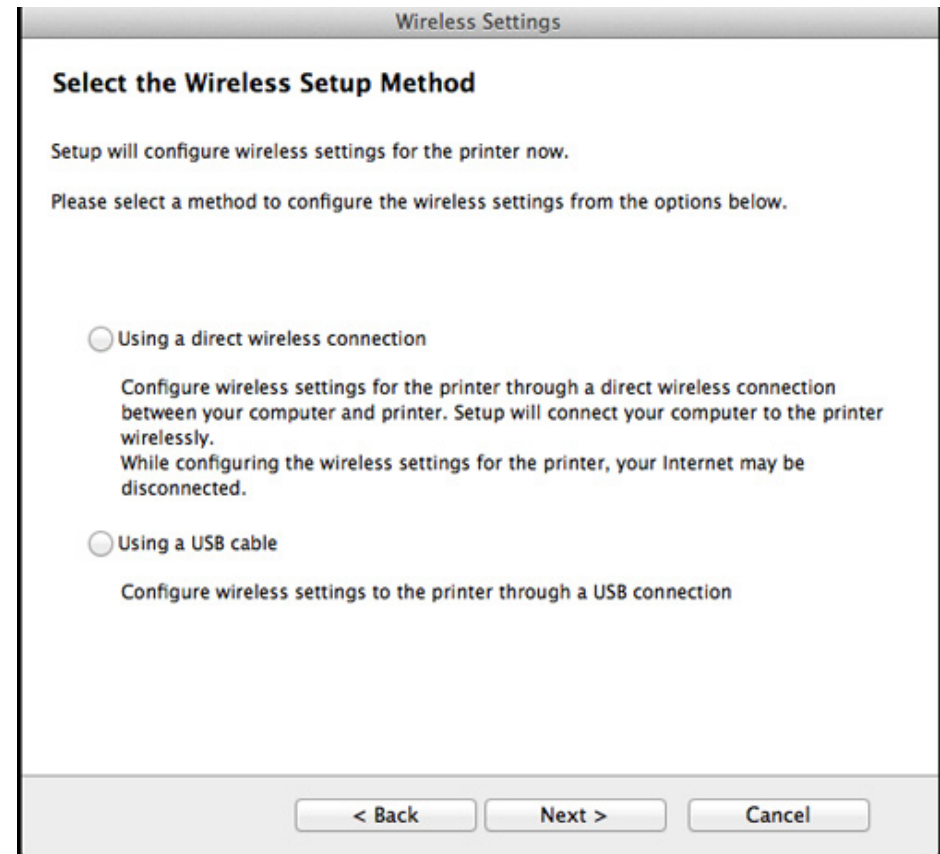 Wireless Settings
Select the Wireless Setup Method
Setup will configure wireless settings for the printer now.
Please select a method to configure the wireless settings from the options below.
Using a direct wireless connection
Configure wireless settings for the printer through a direct wireless connection
between your computer and printer. Setup will connect your computer to the printer
wirelessly.
While configuring the wireless settings for the printer, your Internet may be
disconnected.
Using a USB cable
Configure wireless settings to the printer through a USB connection
< Back Next > Cancel